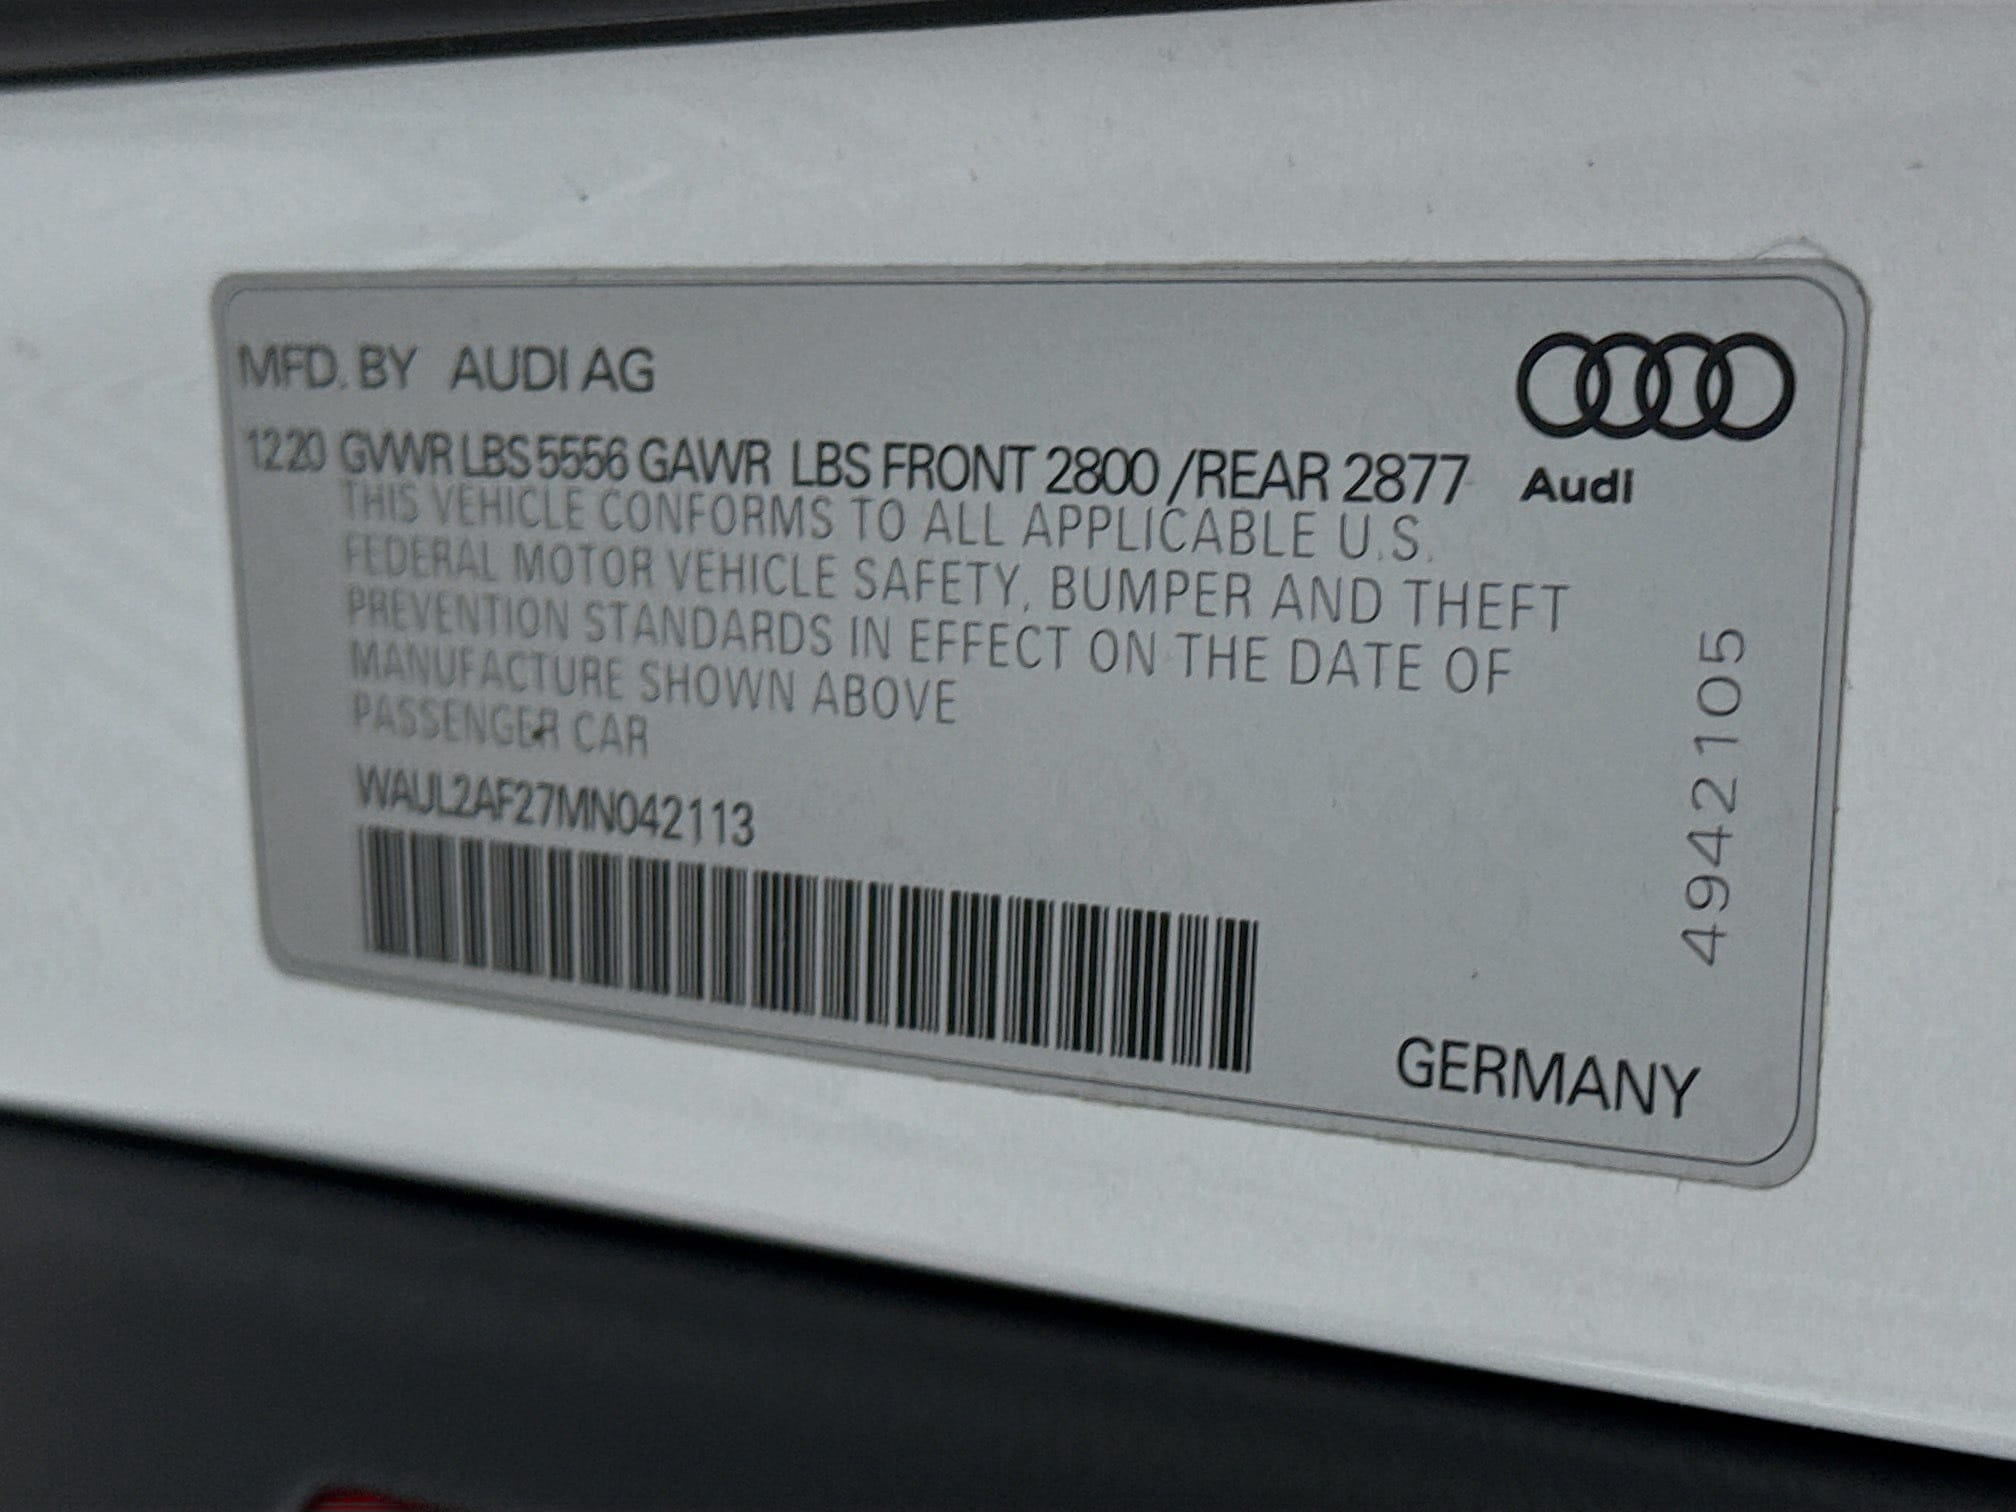 MFD. BY AUDI AG
1220 GVWR LBS 5556 GAWR LBS FRONT 2800 /REAR 2877
Audi
THIS VEHICLE CONFORMS TO ALL APPLICABLE U.S.
FEDERAL MOTOR VEHICLE SAFETY, BUMPER AND THEFT
PREVENTION STANDARDS IN EFFECT ON THE DATE OF
MANUFACTURE SHOWN ABOVE
PASSENGER CAR
WAUL2AF27MN042113
4942105
GERMANY